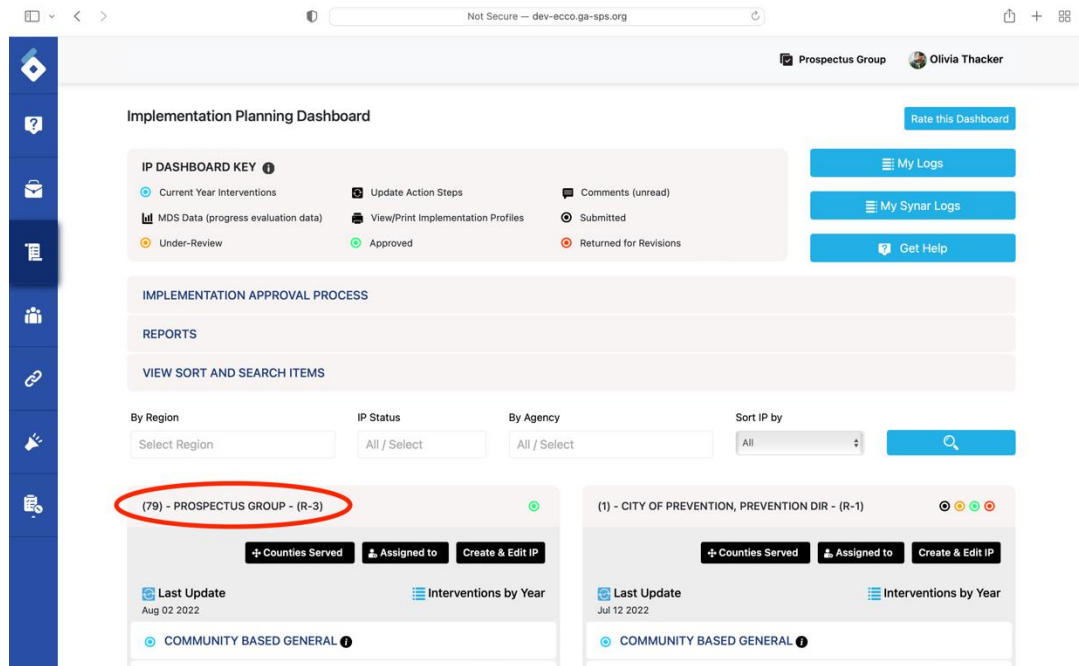 Not Secure — dev-ecco.ga-sps.org
Prospectus Group
Olivia Thacker
Implementation Planning Dashboard
Rate this Dashboard
IP DASHBOARD KEY
Current Year Interventions
Update Action Steps
Comments (unread)
MDS Data (progress evaluation data)
View/Print Implementation Profiles
Submitted
Under-Review
Approved
Returned for Revisions
My Logs
My Synar Logs
Get Help
IMPLEMENTATION APPROVAL PROCESS
REPORTS
VIEW SORT AND SEARCH ITEMS
By Region
IP Status
By Agency
Sort IP by
Select Region
All / Select
All / Select
All
(79) - PROSPECTUS GROUP - (R-3)
Counties Served
Assigned to
Create & Edit IP
Last Update
Interventions by Year
Aug 02 2022
COMMUNITY BASED GENERAL
(1) - CITY OF PREVENTION, PREVENTION DIR - (R-1)
Counties Served
Assigned to
Create & Edit IP
Last Update
Interventions by Year
Jul 12 2022
COMMUNITY BASED GENERAL